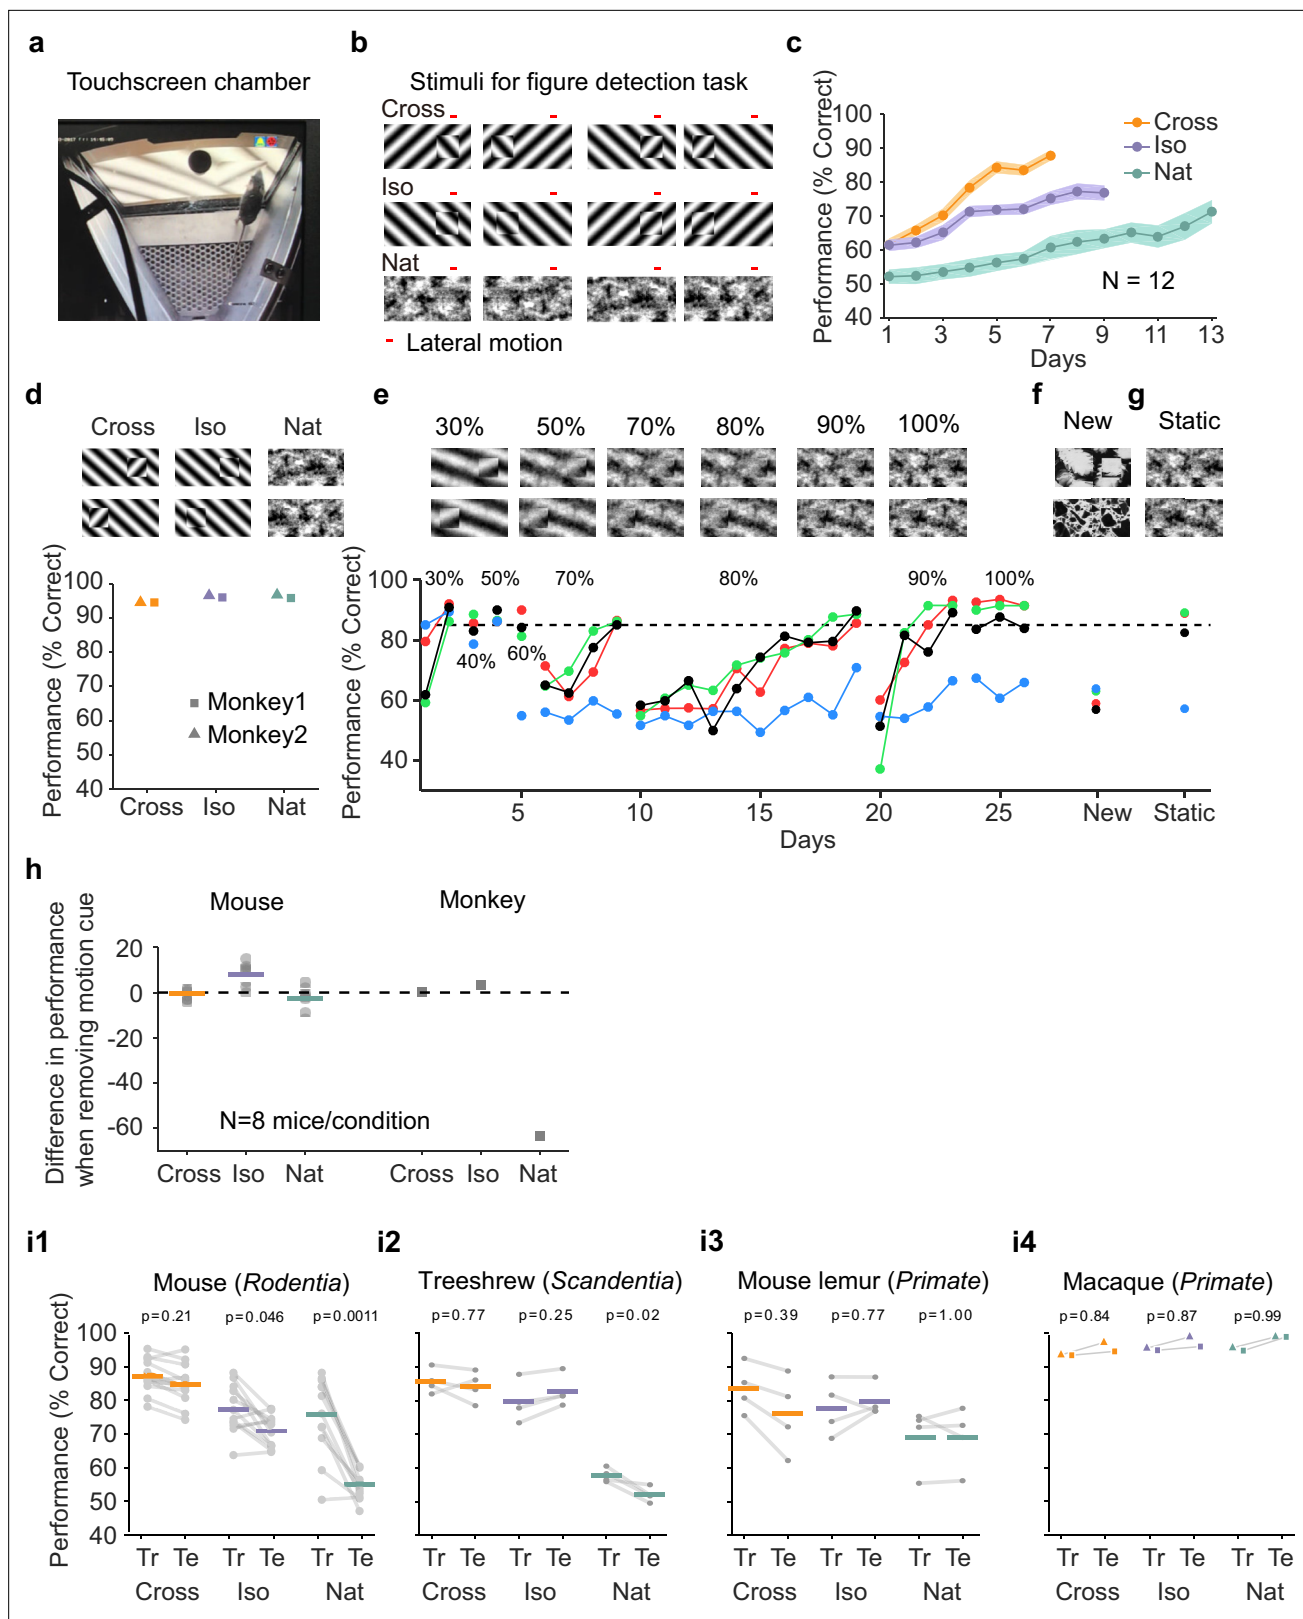 a
Touchscreen chamber
b
Stimuli for figure detection task
Cross
Iso
Nat
- Lateral motion
c
Performance (% Correct)
100
90
80
70
60
50
40
Cross
Iso
Nat
N = 12
1 3 5 7 9 11 13
Days
d
Cross Iso Nat
Performance (% Correct)
100
90
80
70
60
50
40
Monkey1
Monkey2
Cross Iso Nat
e
30% 50% 70% 80% 90% 100%
Performance (% Correct)
100
80
60
40
30% 50% 70% 80% 90% 100%
40% 60%
5 10 15 20 25 New Static
Days
f
New
g
Static
h
Mouse Monkey
Difference in performance
when removing motion cue
20
0
-20
-40
-60
N=8 mice/condition
Cross Iso Nat Cross Iso Nat
i1
Mouse (Rodentia)
p=0.21 p=0.046 p=0.0011
Performance (% Correct)
100
90
80
70
60
50
40
Tr Te Tr Te Tr Te
Cross Iso Nat
i2
Treeshrew (Scandentia)
p=0.77 p=0.25 p=0.02
Tr Te Tr Te Tr Te
Cross Iso Nat
i3
Mouse lemur (Primate)
p=0.39 p=0.77 p=1.00
Tr Te Tr Te Tr Te
Cross Iso Nat
i4
Macaque (Primate)
p=0.84 p=0.87 p=0.99
Tr Te Tr Te Tr Te
Cross Iso Nat